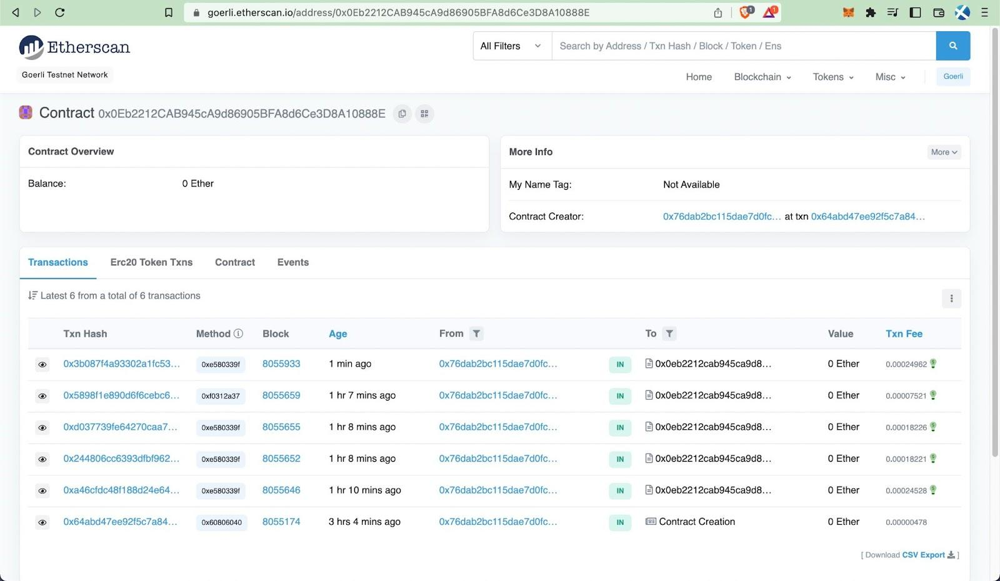 goerli.etherscan.io/address/0x0Eb2212CAB945cA9d86905BFA8d6Ce3D8A10888E
1
1
Etherscan
Goerli Testnet Network
All Filters
Search by Address / Txn Hash / Block / Token / Ens
Home Blockchain Tokens Misc Goerli
Contract 0x0Eb2212CAB945cA9d86905BFA8d6Ce3D8A10888E
Contract Overview
Balance: 0 Ether
More Info More
My Name Tag: Not Available
Contract Creator: 0x76dab2bc115dae7d0fc... at txn 0x64abd47ee92f5c7a84...
Transactions Erc20 Token Txns Contract Events
Latest 6 from a total of 6 transactions
Txn Hash Method Block Age From To Value Txn Fee
0x3b087f4a93302a1fc53... 0xe580339f 8055933 1 min ago 0x76dab2bc115dae7d0fc... IN 0x0eb2212cab945ca9d8... 0 Ether 0.00024962
0x5898f1e890d6f6cebc6... 0xf0312a37 8055659 1 hr 7 mins ago 0x76dab2bc115dae7d0fc... IN 0x0eb2212cab945ca9d8... 0 Ether 0.00007521
0xd037739fe64270caa7... 0xe580339f 8055655 1 hr 8 mins ago 0x76dab2bc115dae7d0fc... IN 0x0eb2212cab945ca9d8... 0 Ether 0.00018226
0x244806cc6393dfbf962... 0xe580339f 8055652 1 hr 8 mins ago 0x76dab2bc115dae7d0fc... IN 0x0eb2212cab945ca9d8... 0 Ether 0.00018221
0xa46cfdc48f188d24e64... 0xe580339f 8055646 1 hr 10 mins ago 0x76dab2bc115dae7d0fc... IN 0x0eb2212cab945ca9d8... 0 Ether 0.00024528
0x64abd47ee92f5c7a84... 0x60806040 8055174 3 hrs 4 mins ago 0x76dab2bc115dae7d0fc... IN Contract Creation 0 Ether 0.00000478
[ Download CSV Export ]